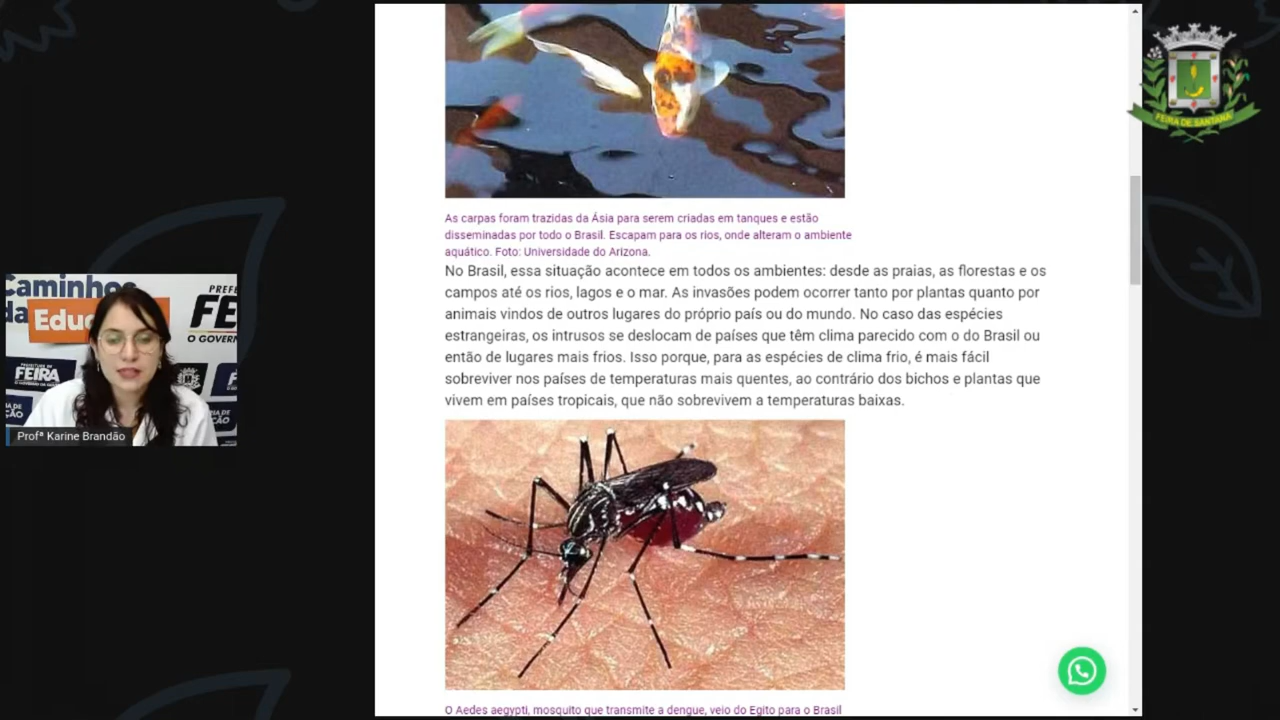 As carpas foram trazidas da Ásia para serem criadas em tanques e estão
disseminadas por todo o Brasil. Escapam para os rios, onde alteram o ambiente
aquático. Foto: Universidade do Arizona.
No Brasil, essa situação acontece em todos os ambientes: desde as praias, as florestas e os
campos até os rios, lagos e o mar. As invasões podem ocorrer tanto por plantas quanto por
animais vindos de outros lugares do próprio país ou do mundo. No caso das espécies
estrangeiras, os intrusos se deslocam de países que têm clima parecido com o do Brasil ou
então de lugares mais frios. Isso porque, para as espécies de clima frio, é mais fácil
sobreviver nos países de temperaturas mais quentes, ao contrário dos bichos e plantas que
vivem em países tropicais, que não sobrevivem a temperaturas baixas.
O Aedes aegypti, mosquito que transmite a dengue, veio do Egito para o Brasil
FEIRA DE SANTANA
Caminhos
da Educ
PREFE
FE
O GOVERN
FEIRA
Profª Karine Brandão